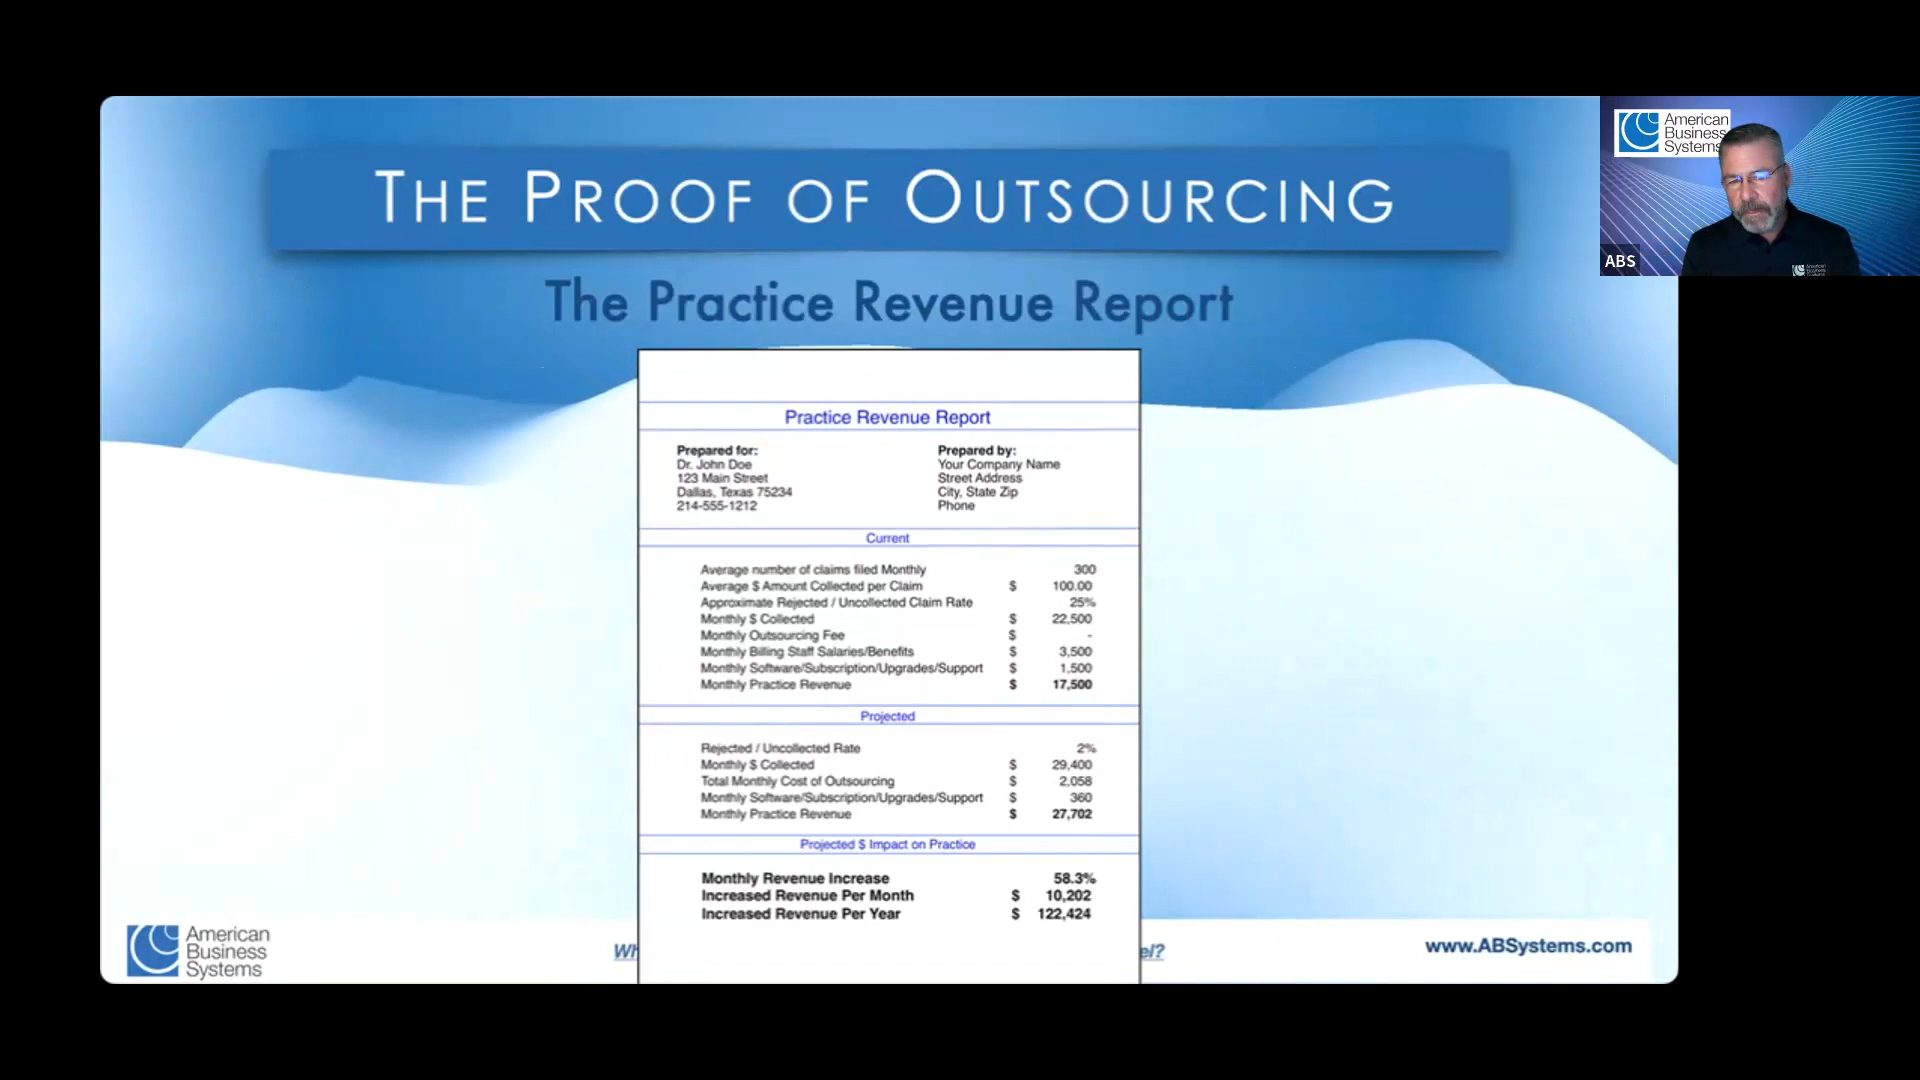 THE PROOF OF OUTSOURCING
The Practice Revenue Report
American
Business
Systems
ABS
Practice Revenue Report
Prepared for:
Dr. John Doe
123 Main Street
Dallas, Texas 75234
214-555-1212
Prepared by:
Your Company Name
Street Address
City, State Zip
Phone
Current
Average number of claims filed Monthly 300
Average $ Amount Collected per Claim $ 100.00
Approximate Rejected / Uncollected Claim Rate 25%
Monthly $ Collected $ 22,500
Monthly Outsourcing Fee $ -
Monthly Billing Staff Salaries/Benefits $ 3,500
Monthly Software/Subscription/Upgrades/Support $ 1,500
Monthly Practice Revenue $ 17,500
Projected
Rejected / Uncollected Rate 2%
Monthly $ Collected $ 29,400
Total Monthly Cost of Outsourcing $ 2,058
Monthly Software/Subscription/Upgrades/Support $ 360
Monthly Practice Revenue $ 27,702
Projected $ Impact on Practice
Monthly Revenue Increase 58.3%
Increased Revenue Per Month $ 10,202
Increased Revenue Per Year $ 122,424
American
Business
Systems
www.ABSystems.com